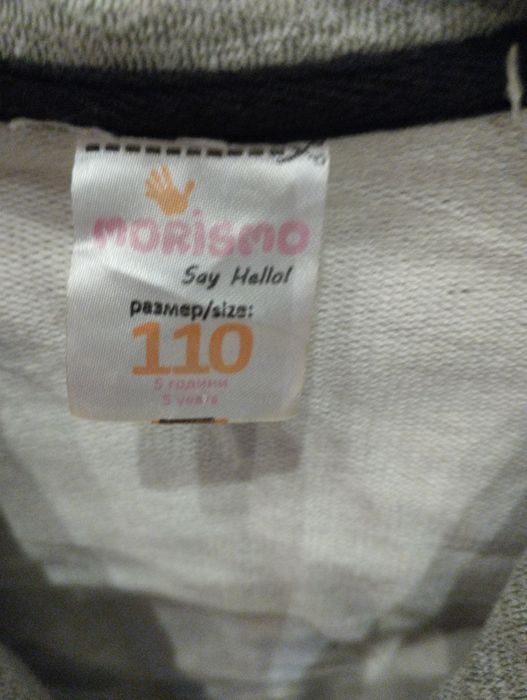 MORISMO
Say Hello!
размер/size:
110
5 години
5 years